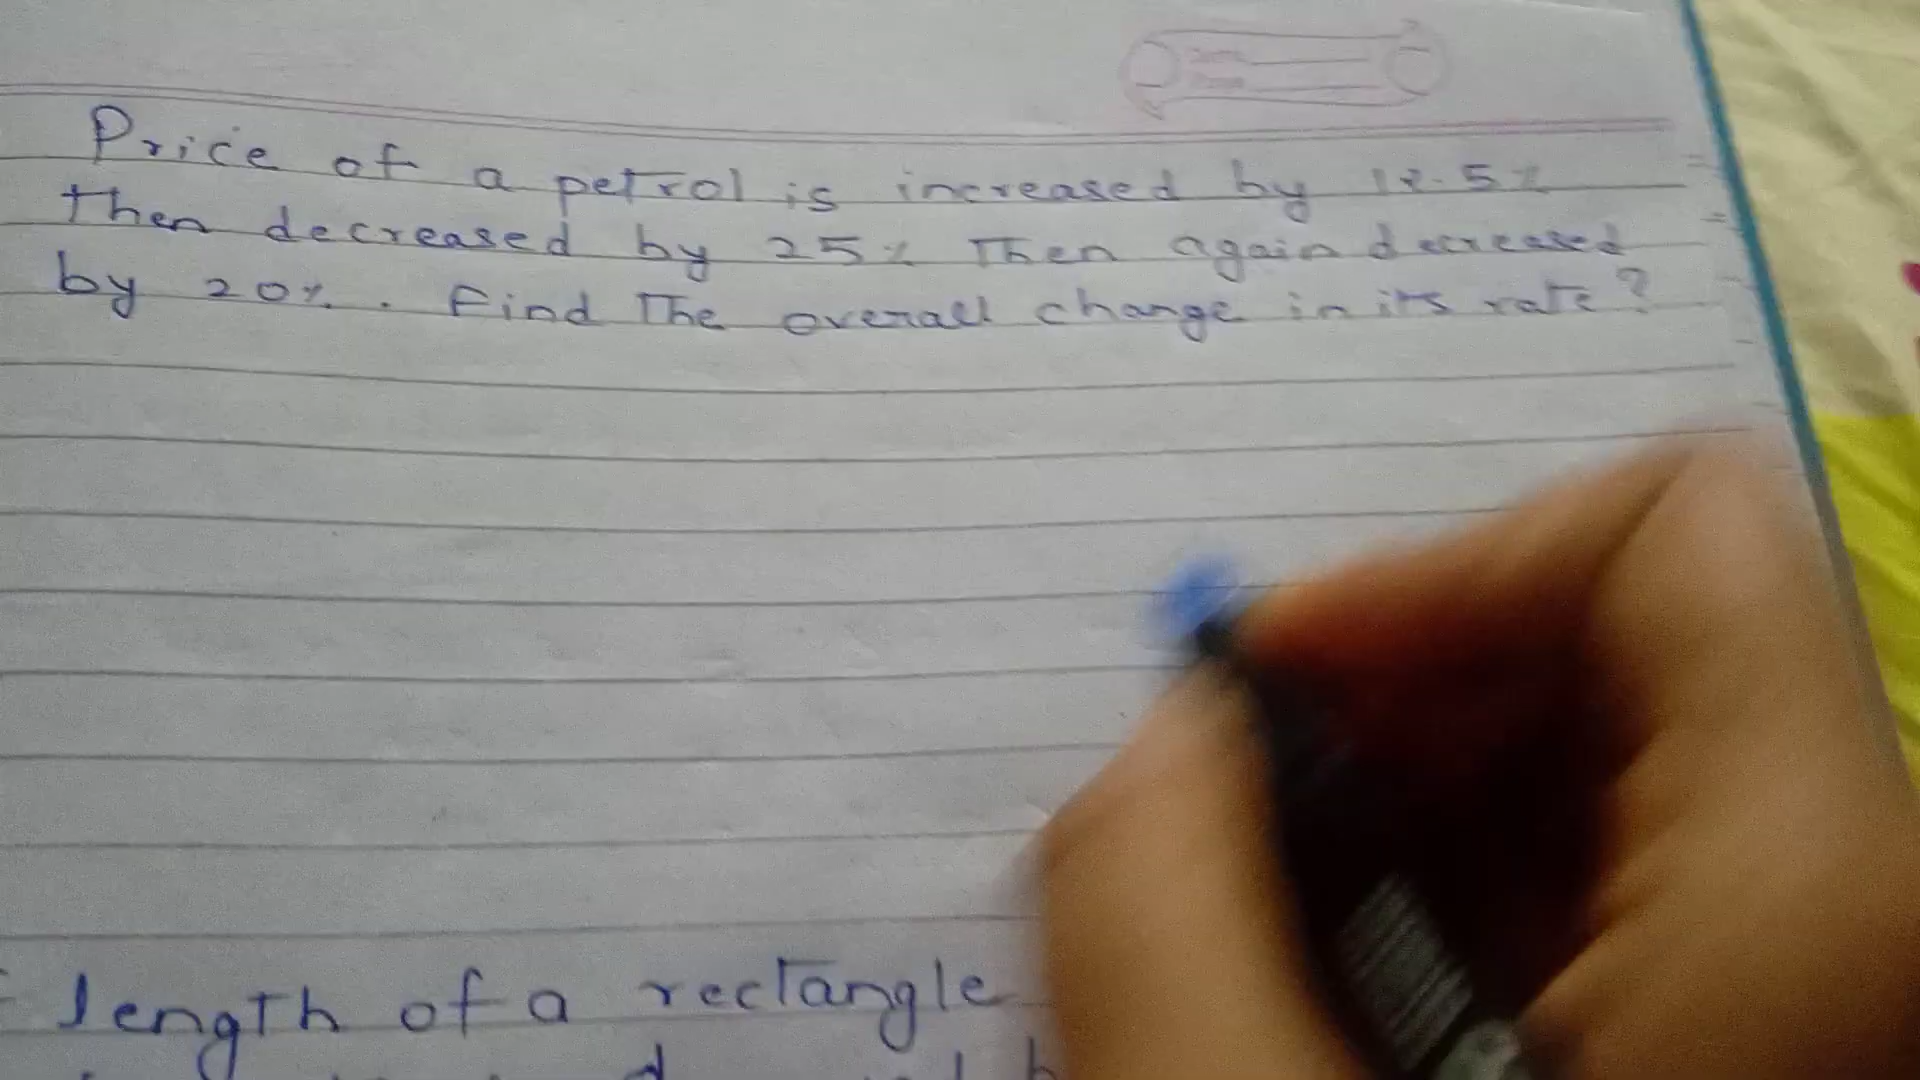 Price of a petrol is increased by 12.5%
then decreased by 25% Then again decreased
by 20%. Find The overall change in its rate?
length of a rectangle